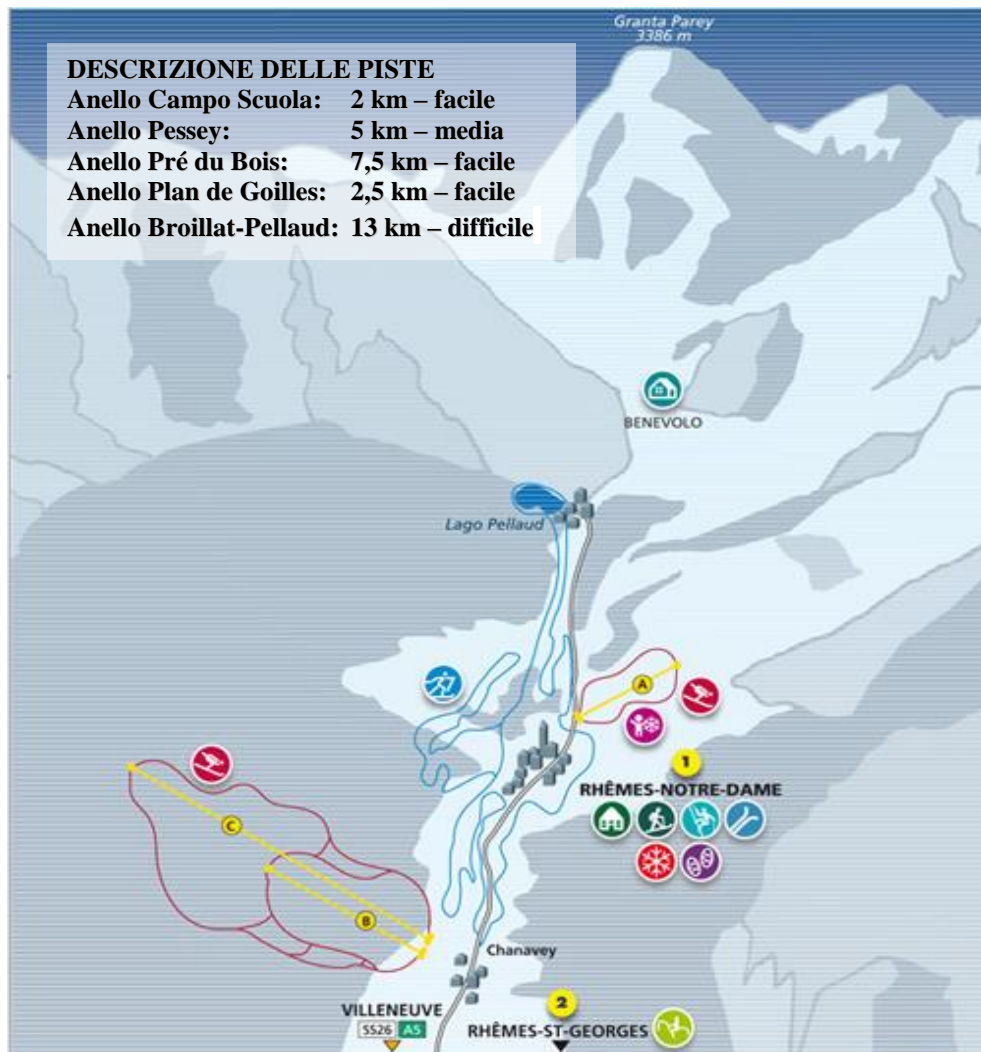 Granta Parey
3386 m
DESCRIZIONE DELLE PISTE
Anello Campo Scuola: 2 km – facile
Anello Pessey: 5 km – media
Anello Pré du Bois: 7,5 km – facile
Anello Plan de Goilles: 2,5 km – facile
Anello Broillat-Pellaud: 13 km – difficile
BENEVOLO
Lago Pellaud
A
1
RHÊMES-NOTRE-DAME
C
B
Chanavey
VILLENEUVE
SS26 A5
2
RHÊMES-ST-GEORGES